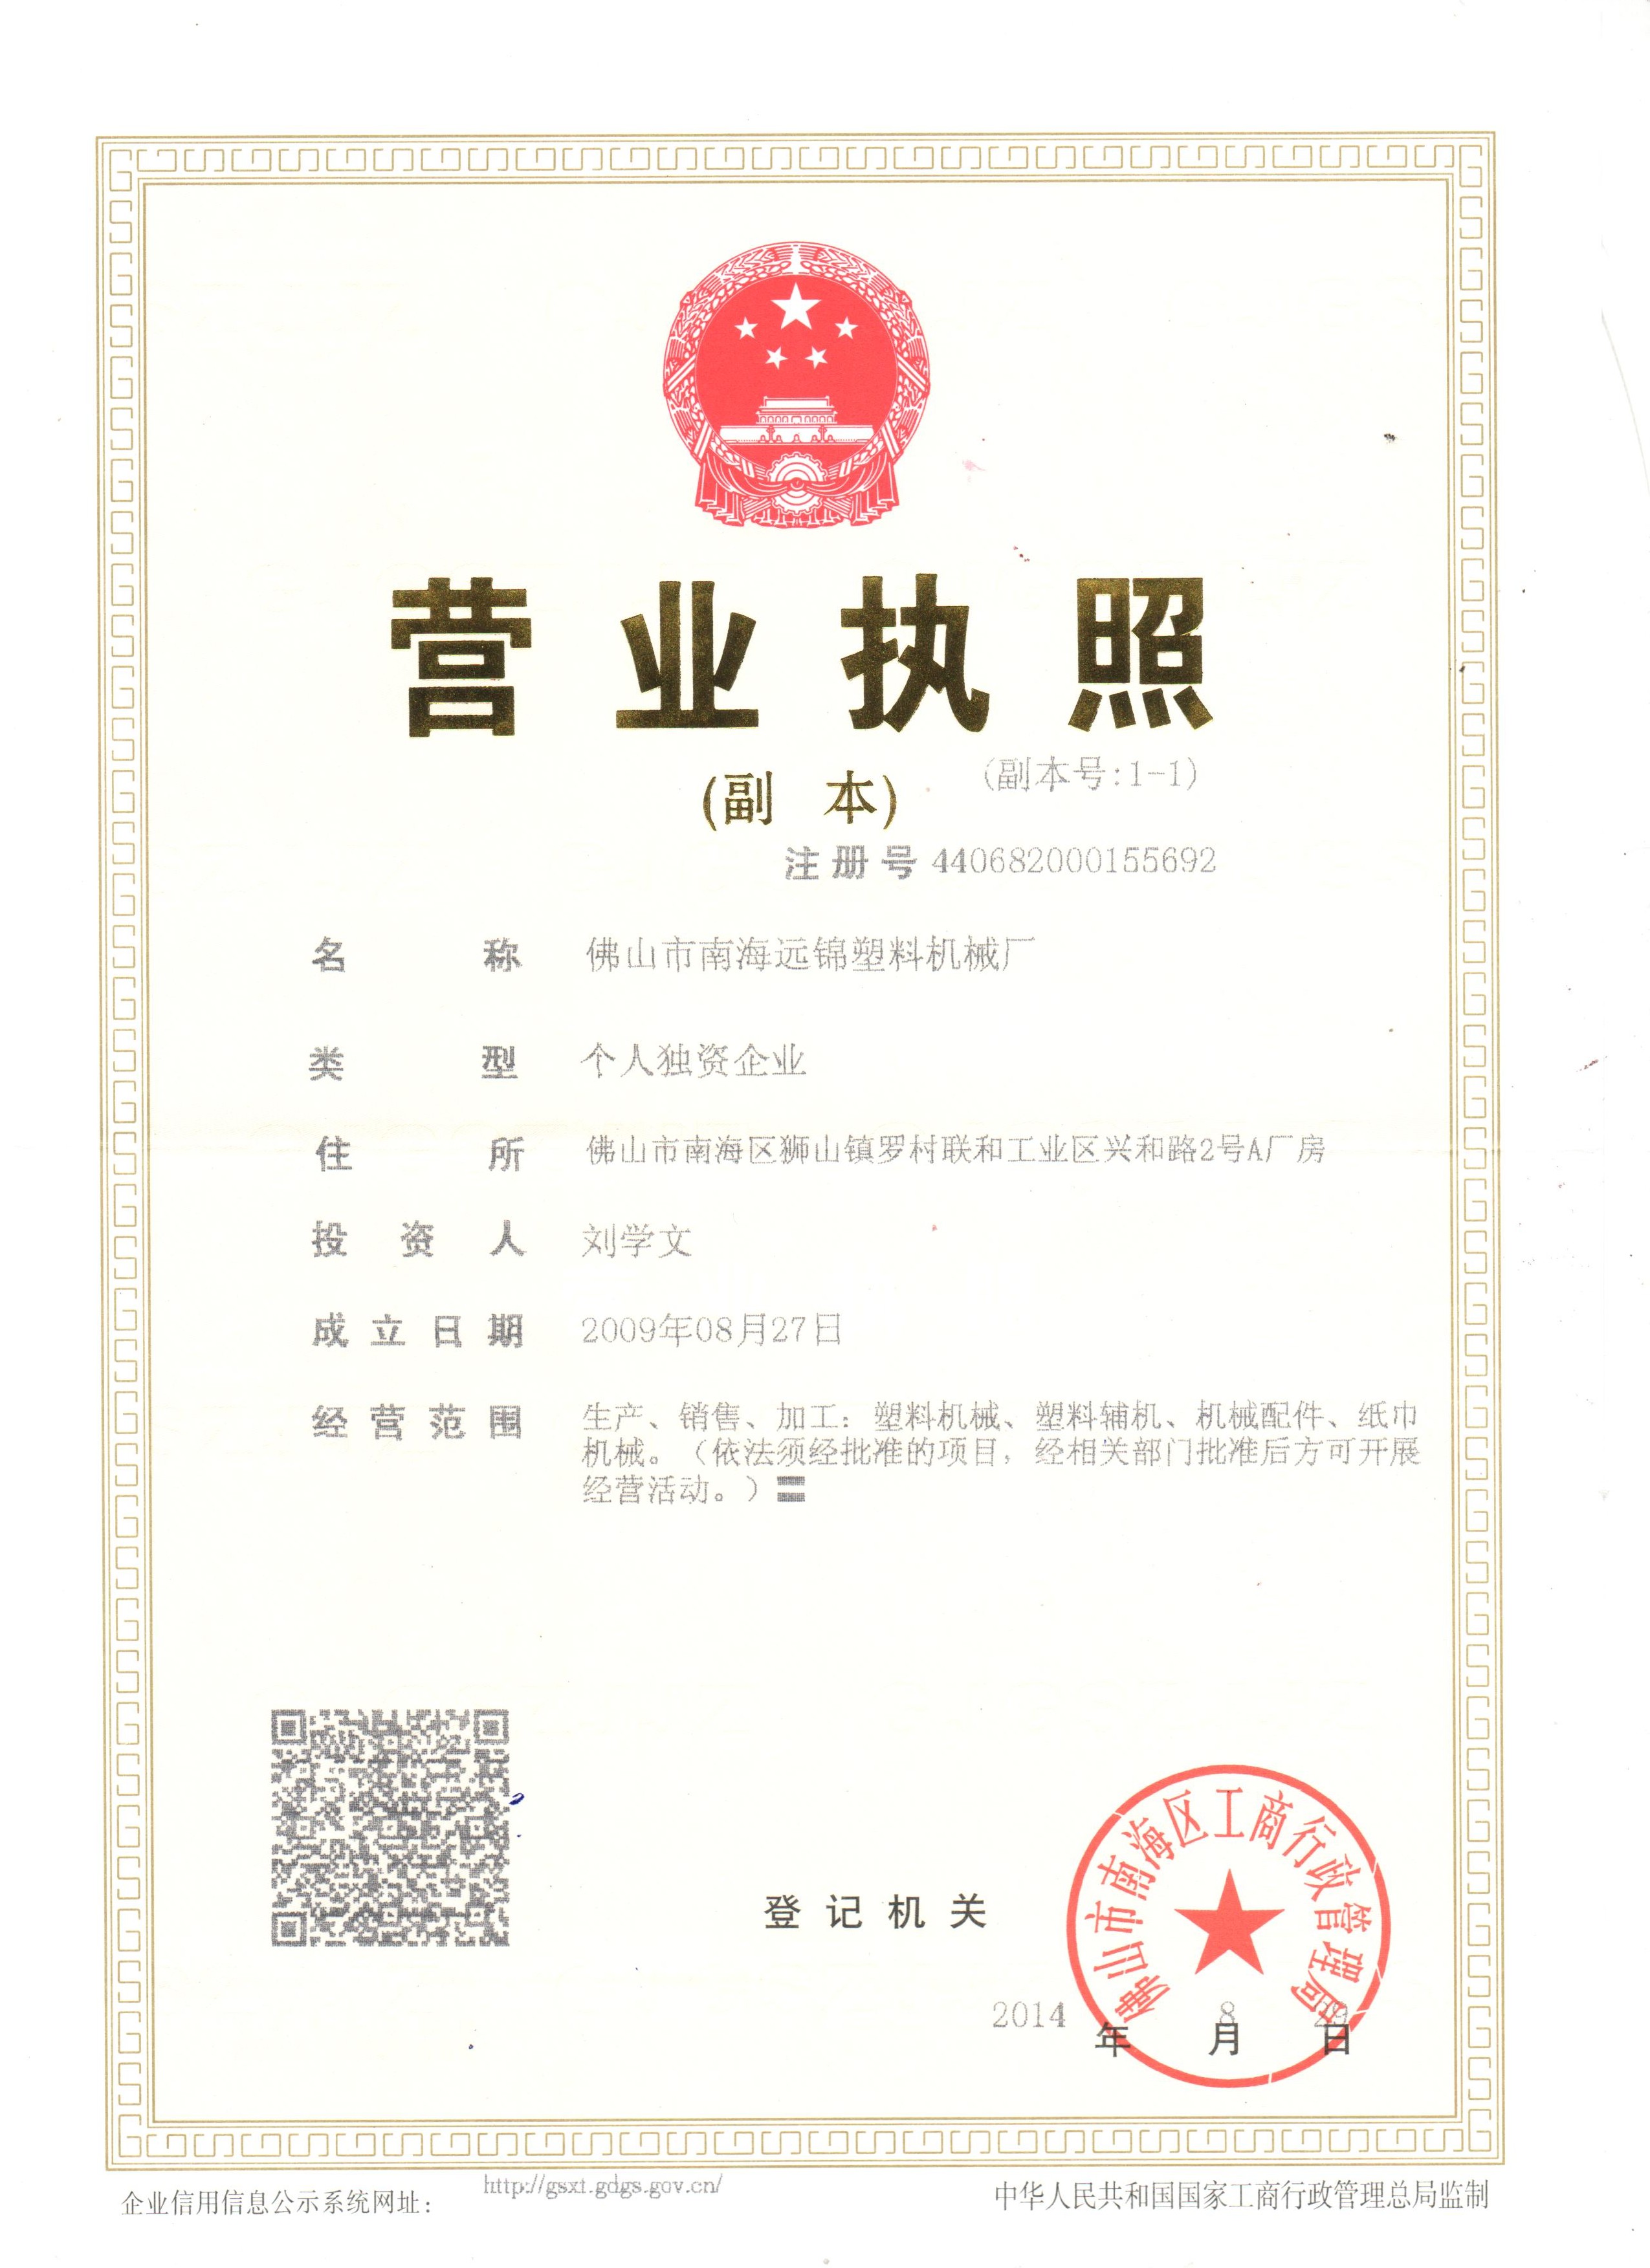 营业执照
(副 本)
(副本号:1-1)
注册号 440682000155692
名称 佛山市南海远锦塑料机械厂
类型 个人独资企业
住所 佛山市南海区狮山镇罗村联和工业区兴和路2号A厂房
投资人 刘学文
成立日期 2009年08月27日
经营范围 生产、销售、加工：塑料机械、塑料辅机、机械配件、纸巾
机械。（依法须经批准的项目，经相关部门批准后方可开展
经营活动。）〓
佛山市南海区工商行政管理局
登记机关
2014年8月29日
企业信用信息公示系统网址： http://gsxt.gdgs.gov.cn/
中华人民共和国国家工商行政管理总局监制